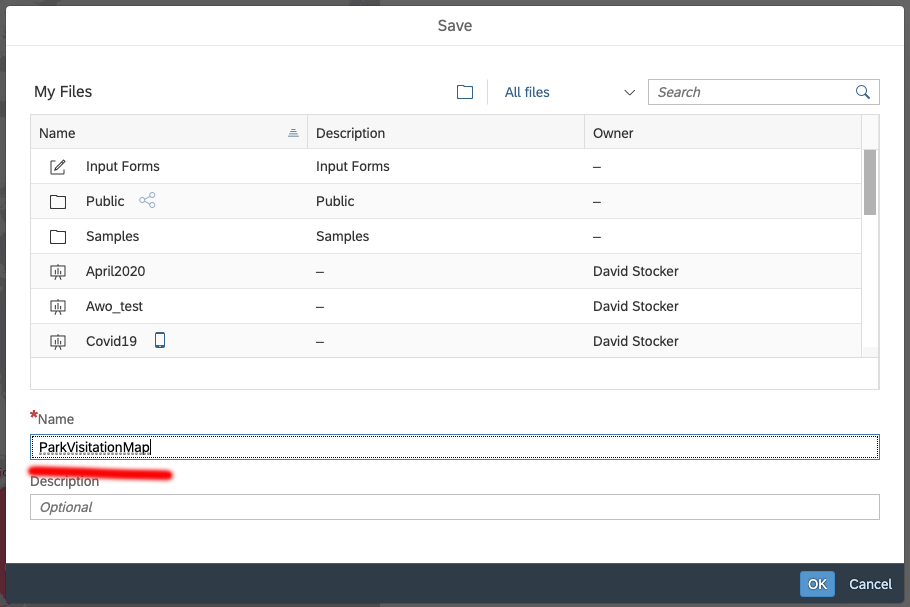 Save
My Files All files Search
Name Description Owner
Input Forms Input Forms –
Public Public –
Samples Samples –
April2020 – David Stocker
Awo_test – David Stocker
Covid19 – David Stocker
*Name
ParkVisitationMap
Description
Optional
OK Cancel